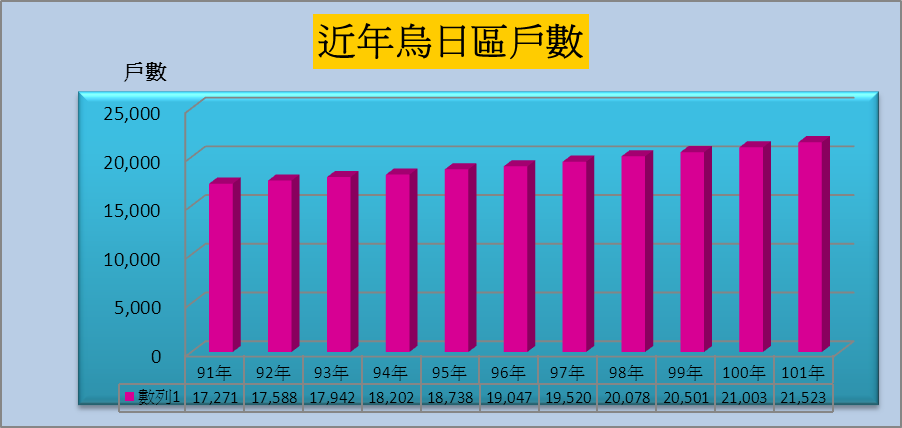 近年烏日區戶數
戶數
25,000
20,000
15,000
10,000
5,000
0
91年 92年 93年 94年 95年 96年 97年 98年 99年 100年 101年
數列1 17,271 17,588 17,942 18,202 18,738 19,047 19,520 20,078 20,501 21,003 21,523